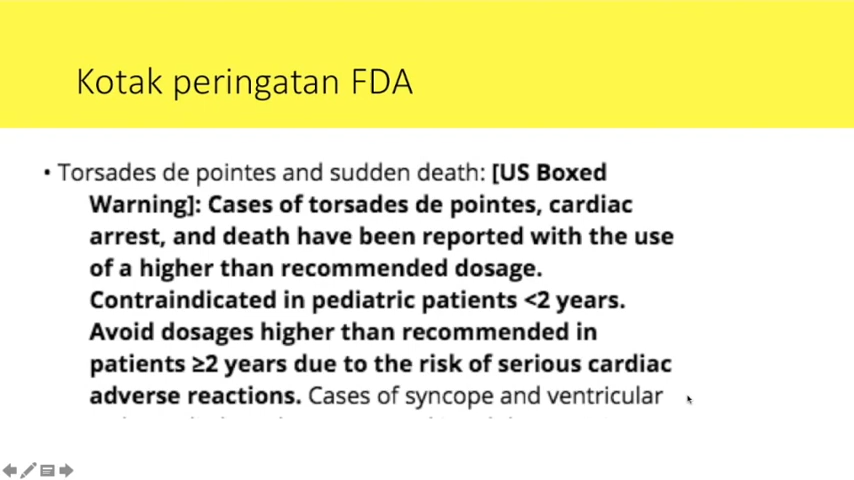 Kotak peringatan FDA
• Torsades de pointes and sudden death: [US Boxed
Warning]: Cases of torsades de pointes, cardiac
arrest, and death have been reported with the use
of a higher than recommended dosage.
Contraindicated in pediatric patients <2 years.
Avoid dosages higher than recommended in
patients ≥2 years due to the risk of serious cardiac
adverse reactions. Cases of syncope and ventricular